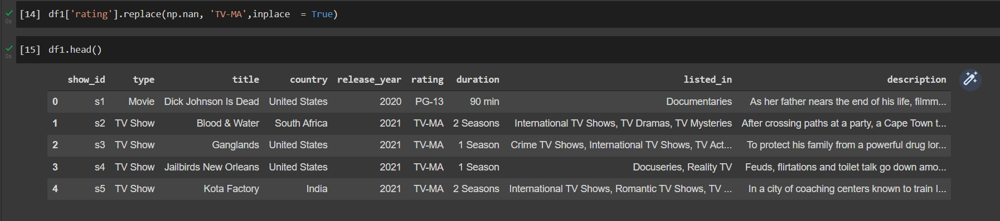 [14] df1['rating'].replace(np.nan, 'TV-MA',inplace  = True)
0s
[15] df1.head()
0s
show_id type title country release_year rating duration listed_in description
0 s1 Movie Dick Johnson Is Dead United States 2020 PG-13 90 min Documentaries As her father nears the end of his life, filmm...
1 s2 TV Show Blood & Water South Africa 2021 TV-MA 2 Seasons International TV Shows, TV Dramas, TV Mysteries After crossing paths at a party, a Cape Town t...
2 s3 TV Show Ganglands United States 2021 TV-MA 1 Season Crime TV Shows, International TV Shows, TV Act... To protect his family from a powerful drug lor...
3 s4 TV Show Jailbirds New Orleans United States 2021 TV-MA 1 Season Docuseries, Reality TV Feuds, flirtations and toilet talk go down amo...
4 s5 TV Show Kota Factory India 2021 TV-MA 2 Seasons International TV Shows, Romantic TV Shows, TV ... In a city of coaching centers known to train I...